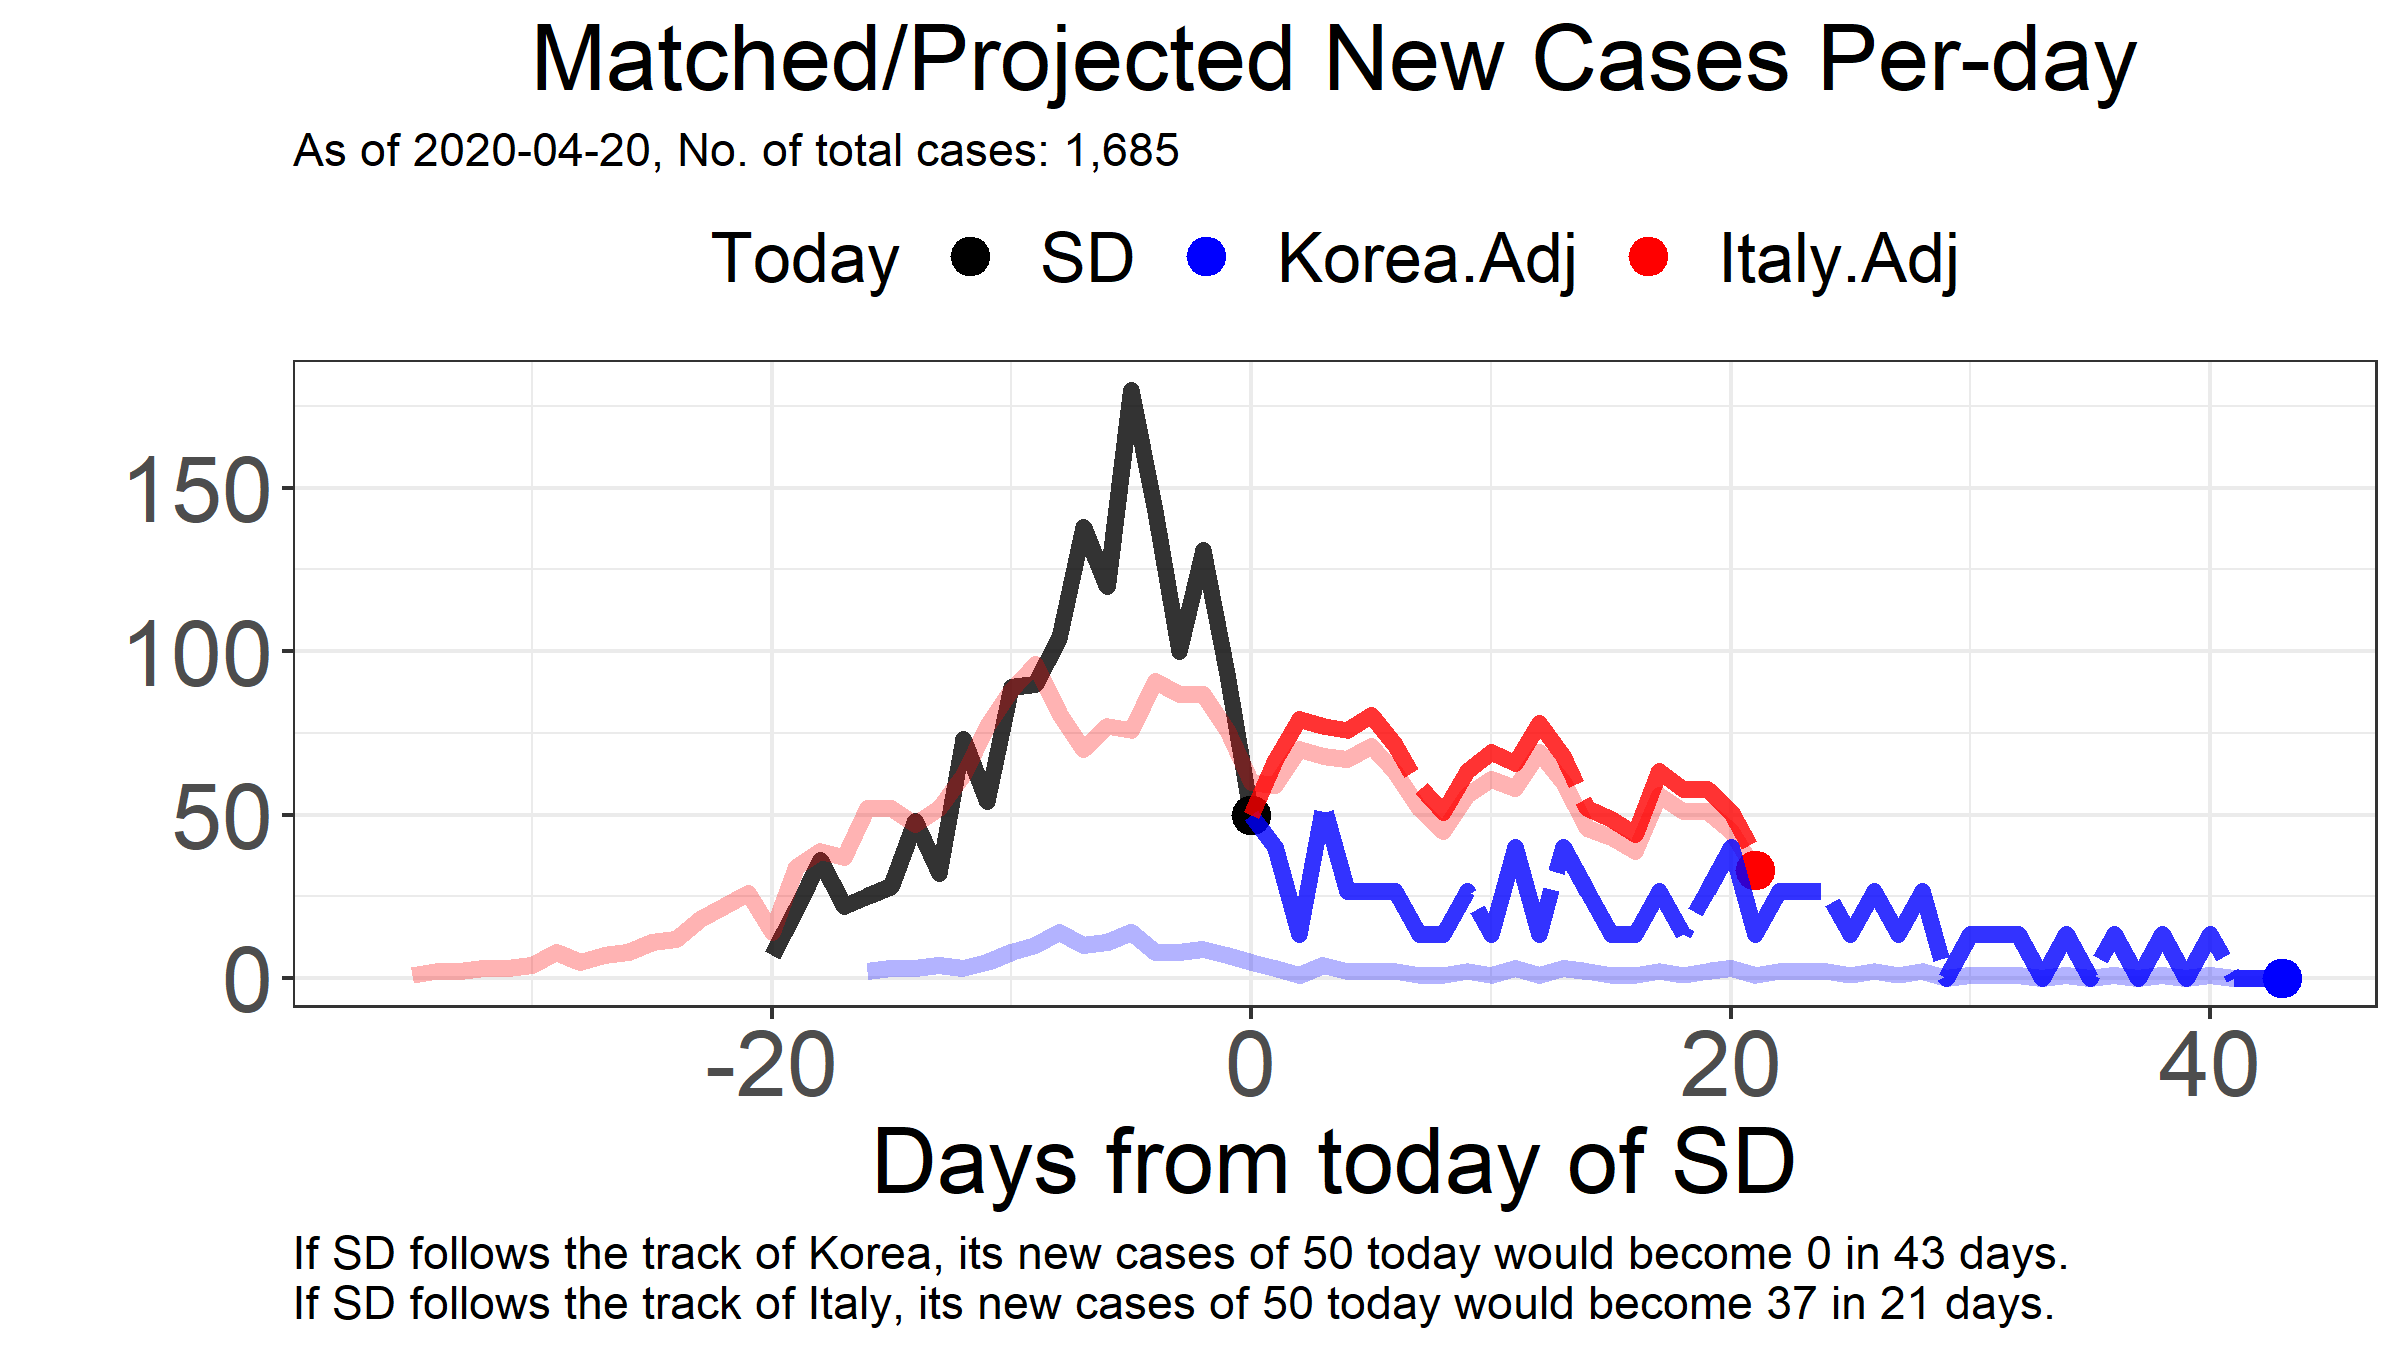 Matched/Projected New Cases Per-day
As of 2020-04-20, No. of total cases: 1,685
Today SD Korea.Adj Italy.Adj
150
100
50
0
-20 0 20 40
Days from today of SD
If SD follows the track of Korea, its new cases of 50 today would become 0 in 43 days.
If SD follows the track of Italy, its new cases of 50 today would become 37 in 21 days.